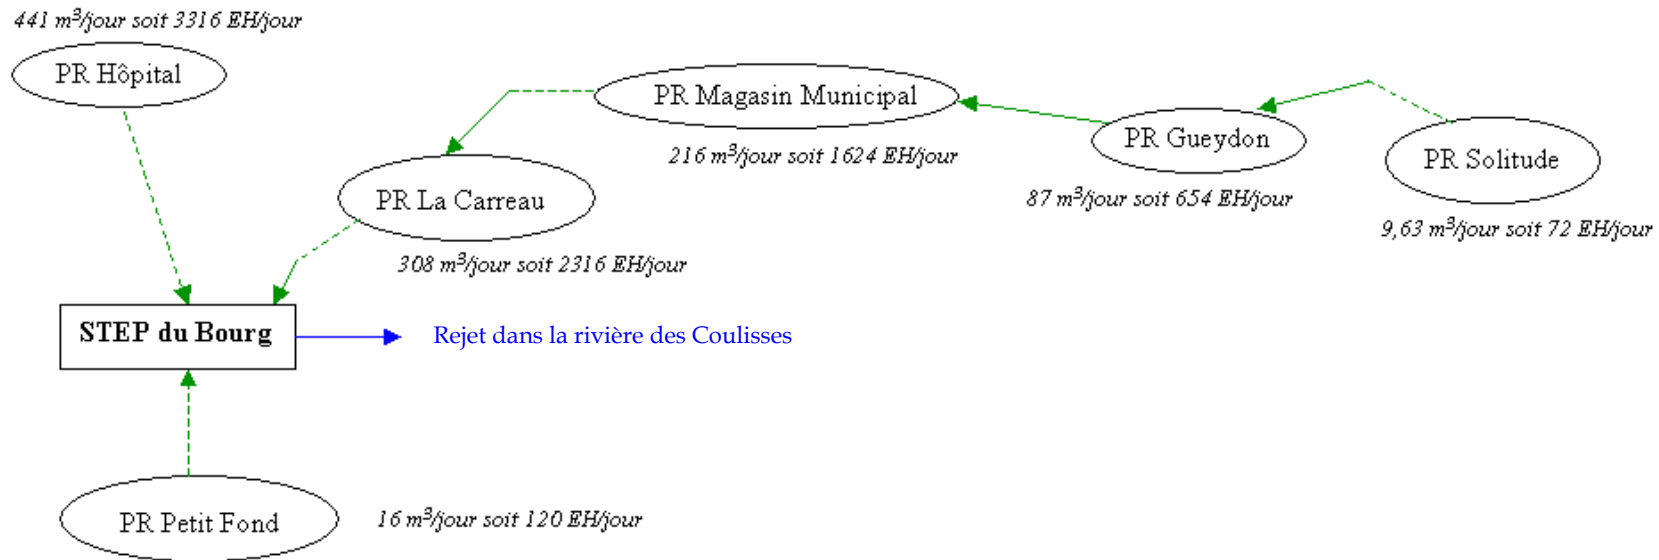 441 m³/jour soit 3316 EH/jour
PR Hôpital
PR Magasin Municipal
216 m³/jour soit 1624 EH/jour
PR Gueydon
87 m³/jour soit 654 EH/jour
PR Solitude
9,63 m³/jour soit 72 EH/jour
PR La Carreau
308 m³/jour soit 2316 EH/jour
STEP du Bourg
Rejet dans la rivière des Coulisses
PR Petit Fond
16 m³/jour soit 120 EH/jour